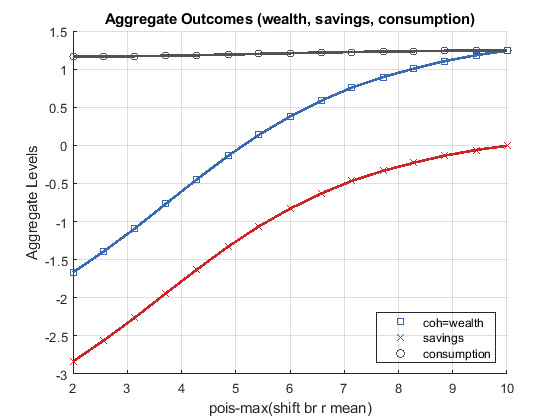 Aggregate Outcomes (wealth, savings, consumption)
1.5
1
0.5
0
-0.5
-1
-1.5
-2
-2.5
-3
Aggregate Levels
coh=wealth
savings
consumption
2 3 4 5 6 7 8 9 10
pois-max(shift br r mean)